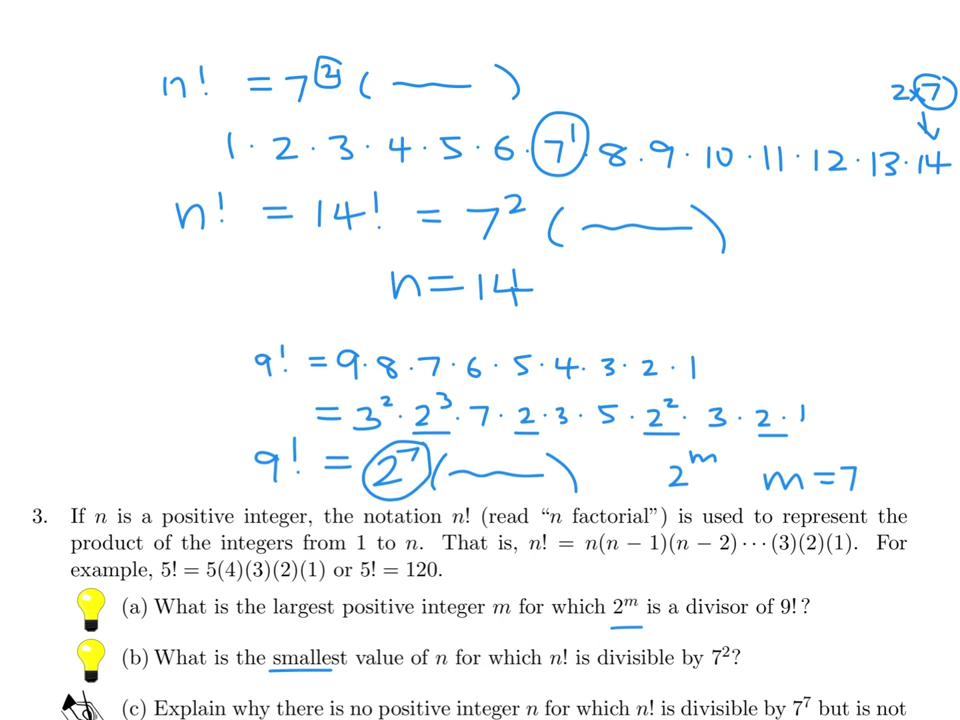 n! = 7² ( )
2×7
1 · 2 · 3 · 4 · 5 · 6 · 7¹ · 8 · 9 · 10 · 11 · 12 · 13 · 14
n! = 14! = 7² ( )
n = 14
9! = 9 · 8 · 7 · 6 · 5 · 4 · 3 · 2 · 1
= 3² · 2³ · 7 · 2 · 3 · 5 · 2² · 3 · 2 · 1
9! = 2⁷ ( ) 2ᵐ m = 7
3. If n is a positive integer, the notation n! (read “n factorial”) is used to represent the
product of the integers from 1 to n. That is, n! = n(n − 1)(n − 2) · · · (3)(2)(1). For
example, 5! = 5(4)(3)(2)(1) or 5! = 120.
(a) What is the largest positive integer m for which 2ᵐ is a divisor of 9!?
(b) What is the smallest value of n for which n! is divisible by 7²?
(c) Explain why there is no positive integer n for which n! is divisible by 7⁷ but is not